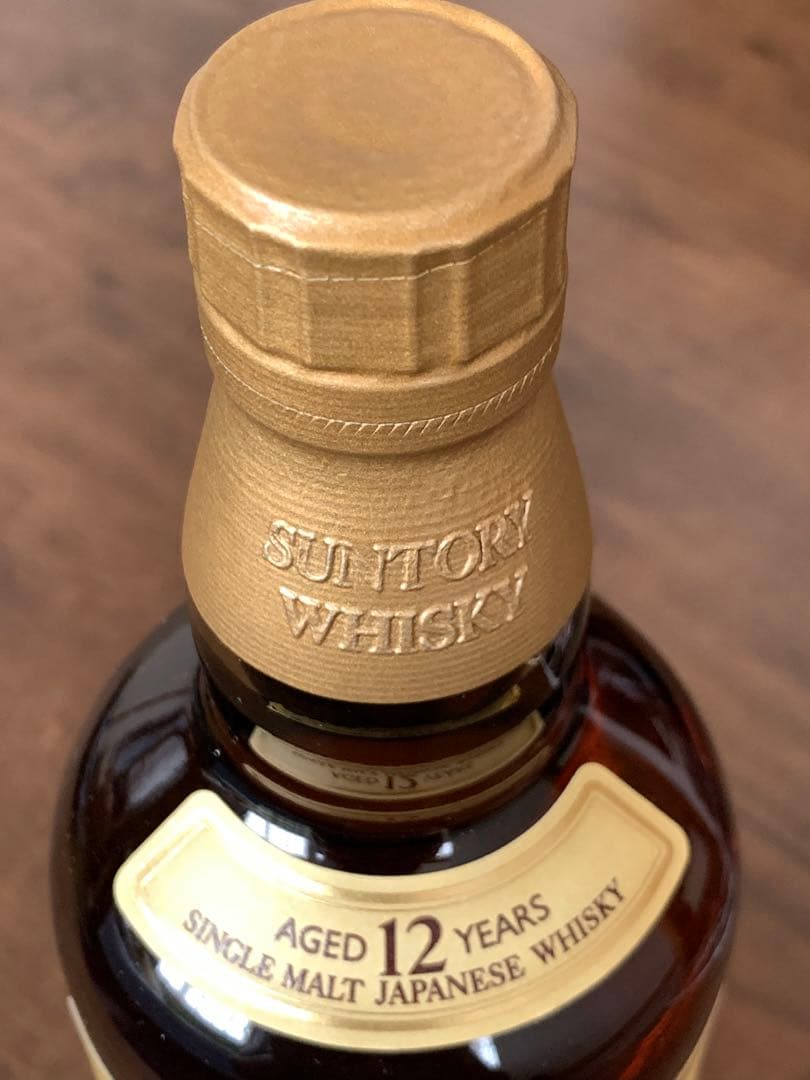 SUNTORY
WHISKY
AGED 12 YEARS
SINGLE MALT JAPANESE WHISKY